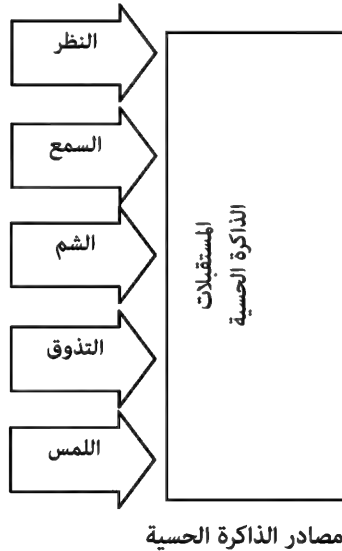 النظر
السمع
الشم
التذوق
اللمس
المستقبلات
الذاكرة الحسية
مصادر الذاكرة الحسية